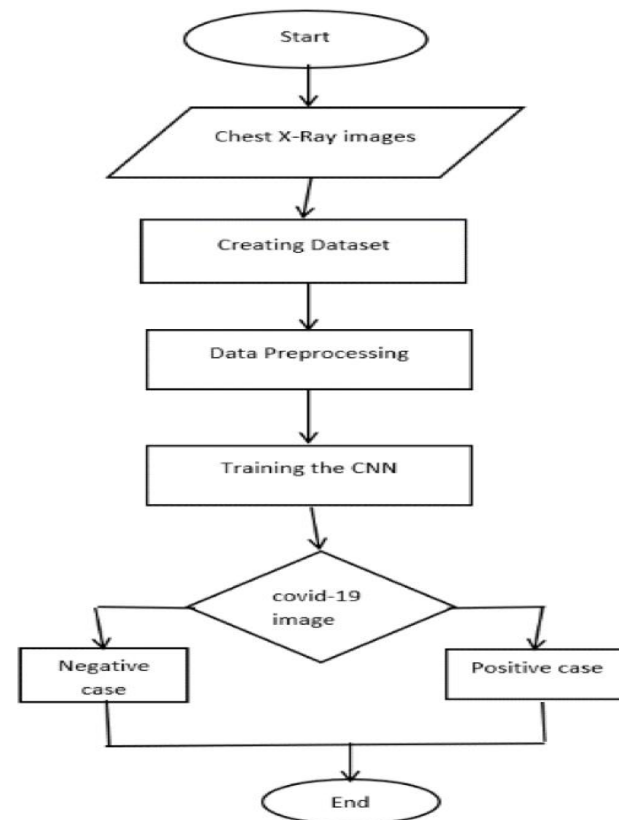 Start
Chest X-Ray images
Creating Dataset
Data Preprocessing
Training the CNN
covid-19
image
Negative
case
Positive case
End